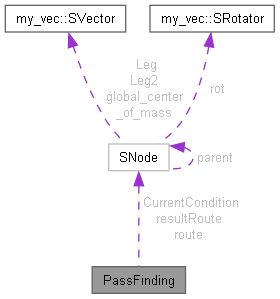 my_vec::SVector
my_vec::SRotator
Leg
Leg2
global_center
_of_mass
rot
SNode
parent
CurrentCondition
resultRoute
route
PassFinding